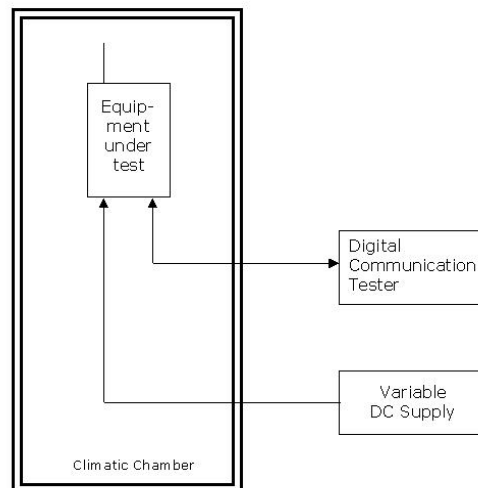 Equip-
ment
under
test
Digital
Communication
Tester
Variable
DC Supply
Climatic Chamber